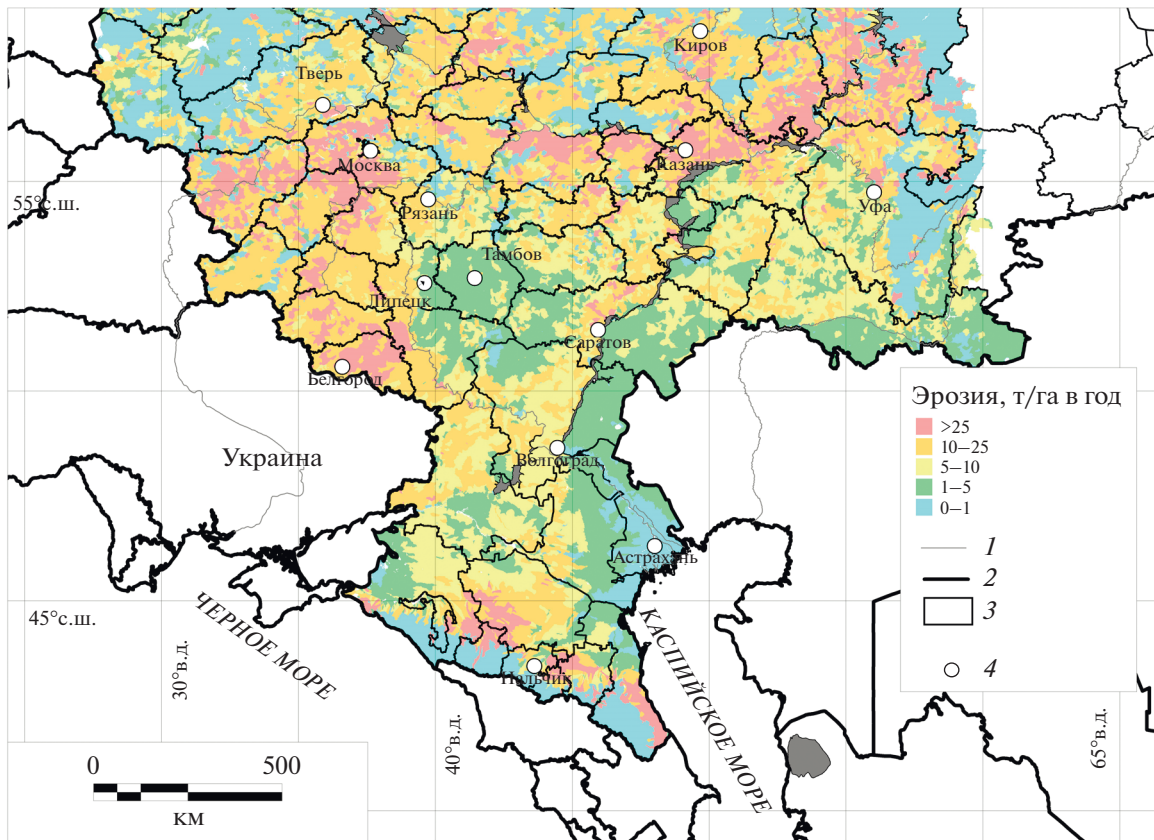 Киров
Тверь
Москва
Казань
55°с.ш.
Рязань
Уфа
Тамбов
Липецк
Саратов
Белгород
Украина
Волгоград
Астрахань
45°с.ш.
ЧЕРНОЕ МОРЕ
КАСПИЙСКОЕ МОРЕ
Нальчик
30°в.д.
40°в.д.
65°в.д.
Эрозия, т/га в год
>25
10–25
5–10
1–5
0–1
1
2
3
4
0 500
км